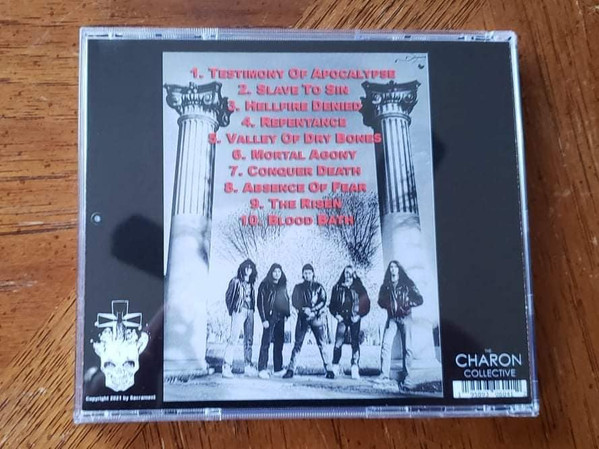 1. Testimony Of Apocalypse
2. Slave To Sin
3. Hellfire Denied
4. Repentance
5. Valley Of Dry Bones
6. Mortal Agony
7. Conquer Death
8. Absence Of Fear
9. The Risen
10. Blood Bath
THE
CHARON
COLLECTIVE
Copyright 2021 by Sacrament